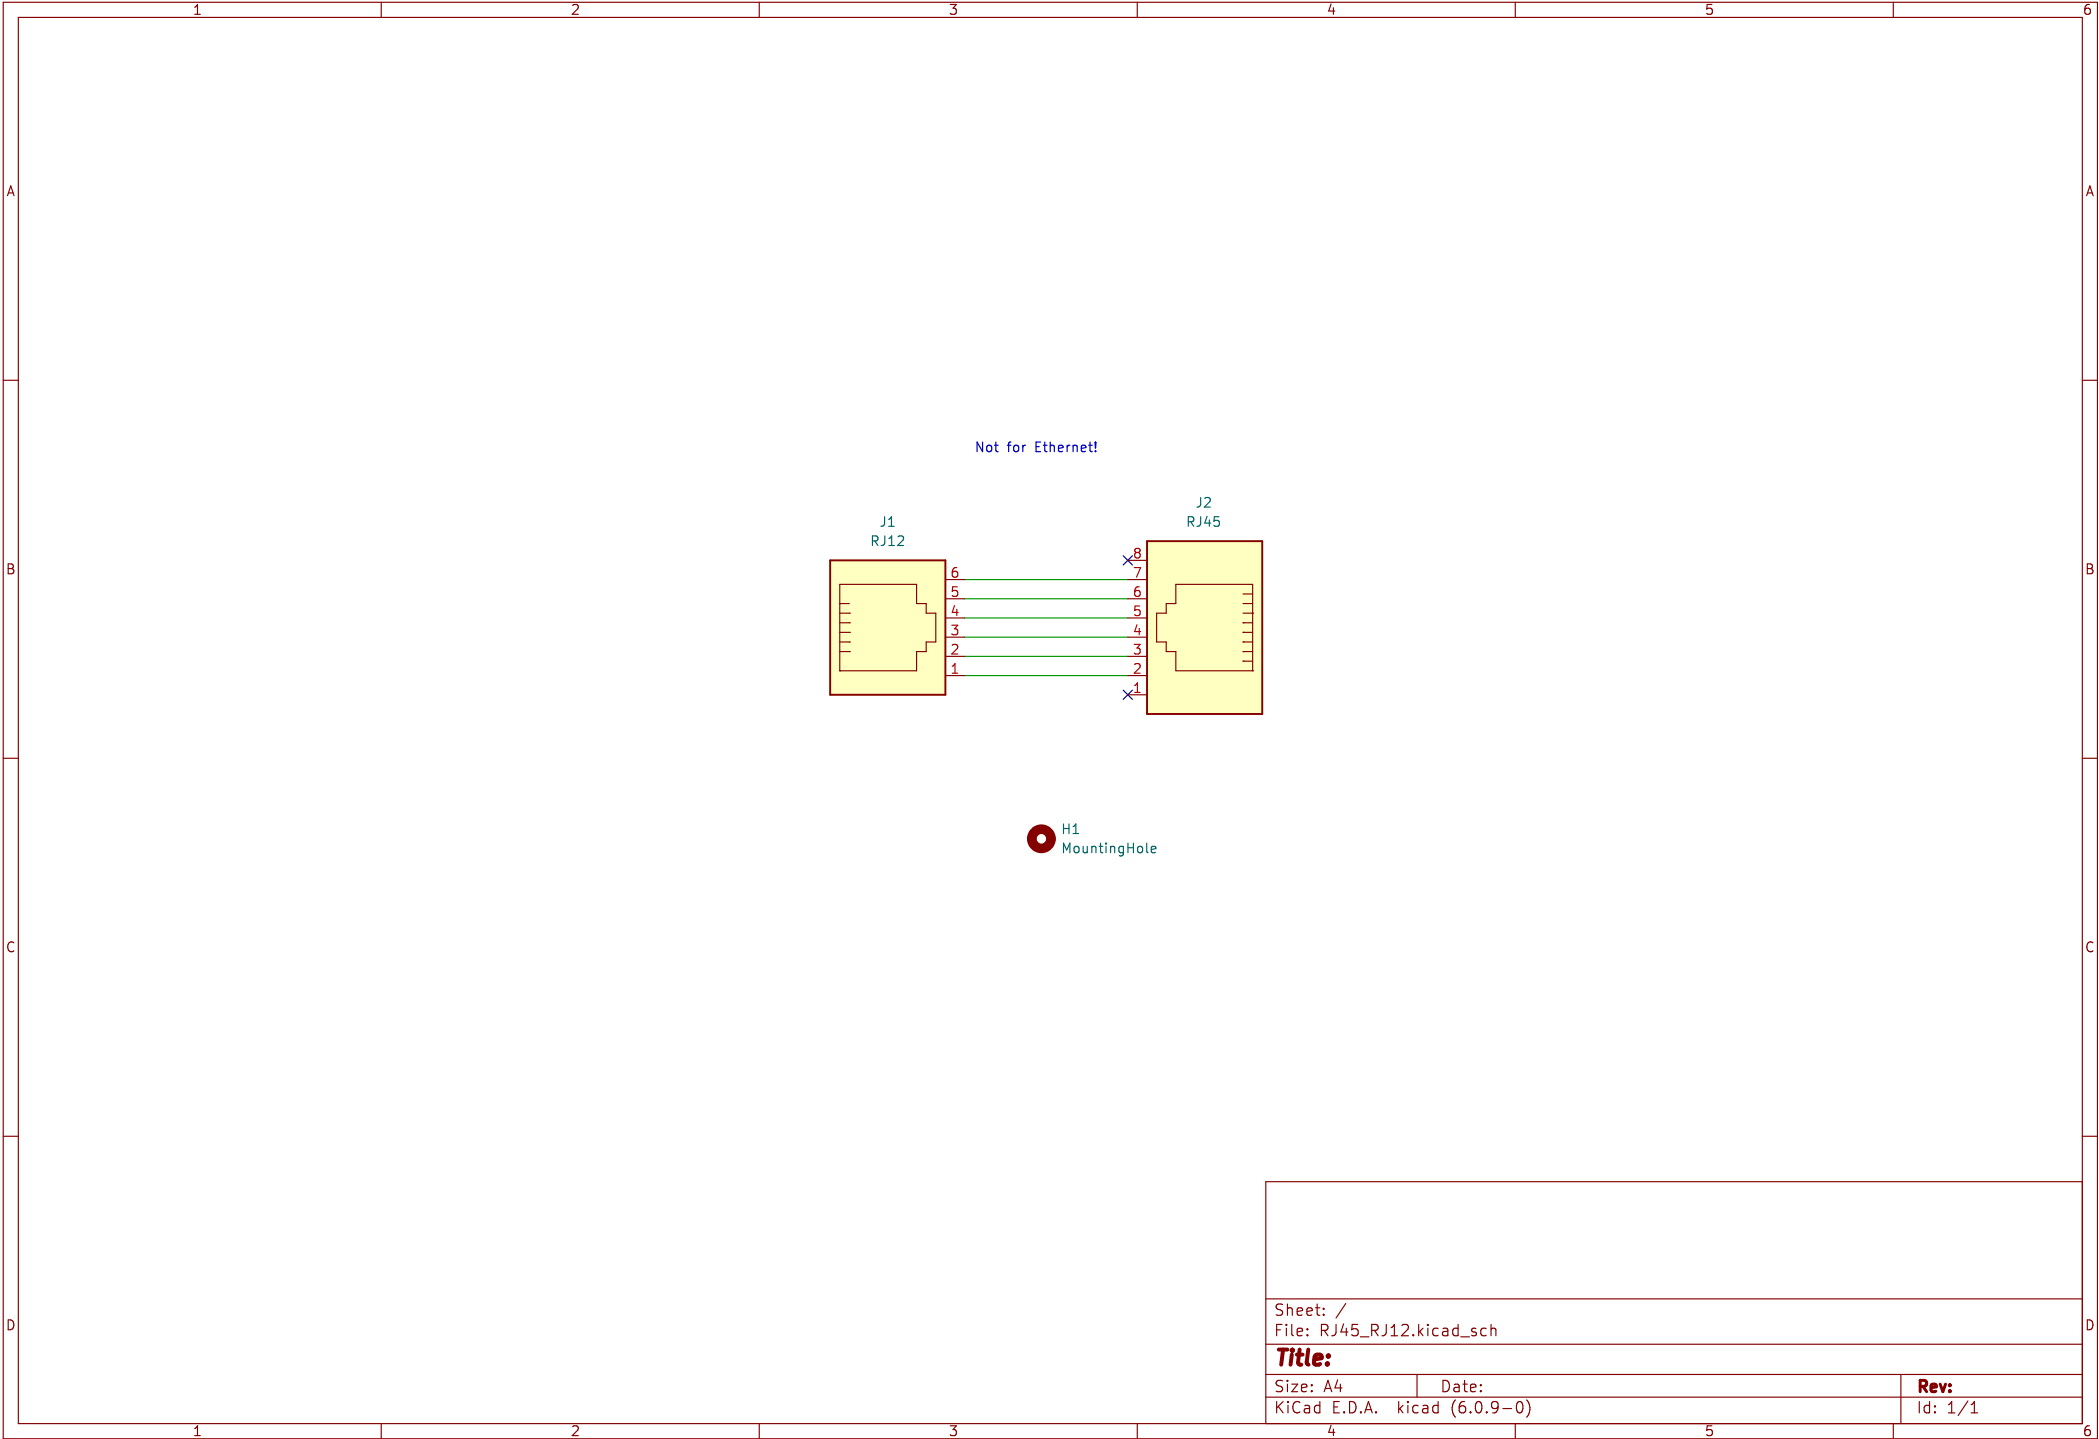 1 2 3 4 5 6
A A
Not for Ethernet!
J2
J1 RJ45
RJ12
8
B 6 7 B
5 6
4 5
3 4
2 3
1 2
1
H1
MountingHole
C C
Sheet: /
D File: RJ45_RJ12.kicad_sch D
Title:
Size: A4 Date: Rev:
KiCad E.D.A. kicad (6.0.9-0) Id: 1/1
1 2 3 4 5 6